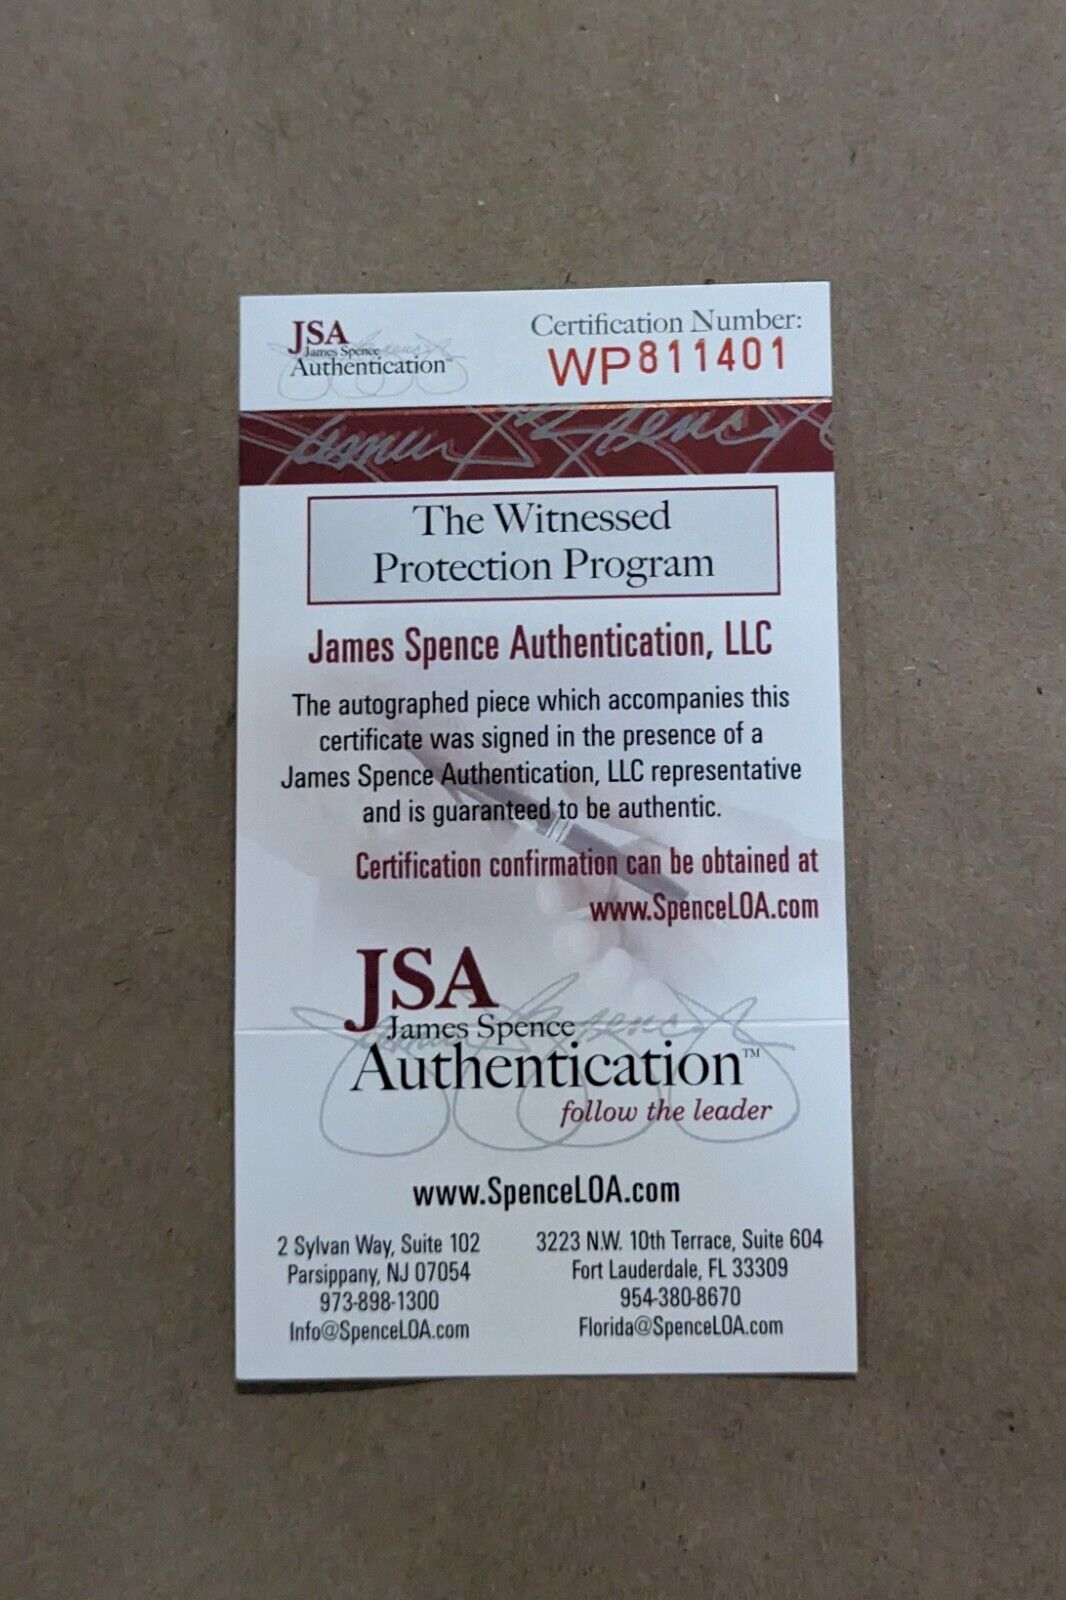 JSA
James Spence
Authentication™
Certification Number:
WP811401
James Spence
The Witnessed
Protection Program
James Spence Authentication, LLC
The autographed piece which accompanies this
certificate was signed in the presence of a
James Spence Authentication, LLC representative
and is guaranteed to be authentic.
Certification confirmation can be obtained at
www.SpenceLOA.com
JSA
James Spence
Authentication™
follow the leader
www.SpenceLOA.com
2 Sylvan Way, Suite 102
Parsippany, NJ 07054
973-898-1300
Info@SpenceLOA.com
3223 N.W. 10th Terrace, Suite 604
Fort Lauderdale, FL 33309
954-380-8670
Florida@SpenceLOA.com